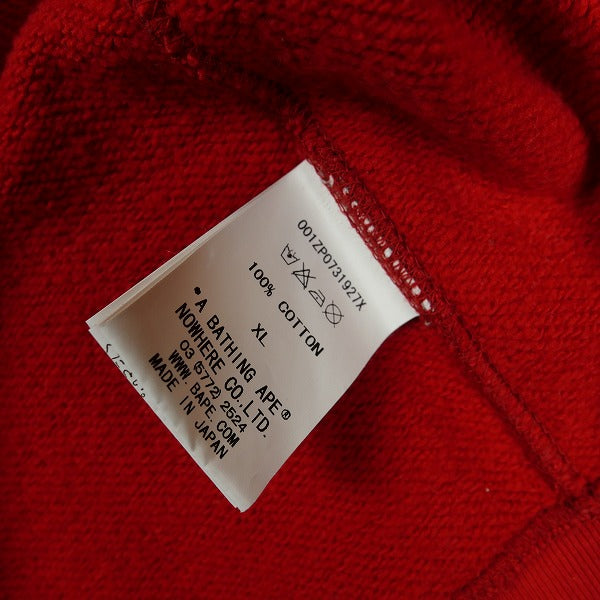 001ZP0731927X
100% COTTON
XL
• A BATHING APE®
NOWHERE CO.,LTD.
03 (5772) 2524
WWW. BAPE.COM
MADE IN JAPAN